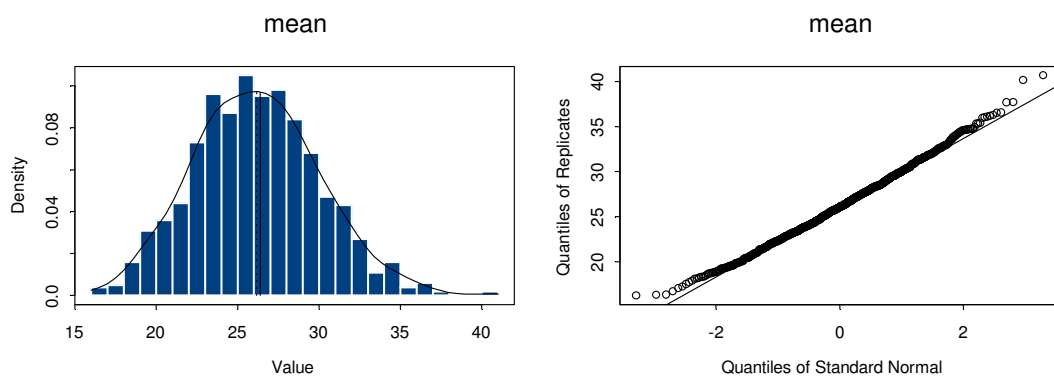 mean
Density
0.0
0.04
0.08
15 20 25 30 35 40
Value
mean
Quantiles of Replicates
20
25
30
35
40
-2 0 2
Quantiles of Standard Normal